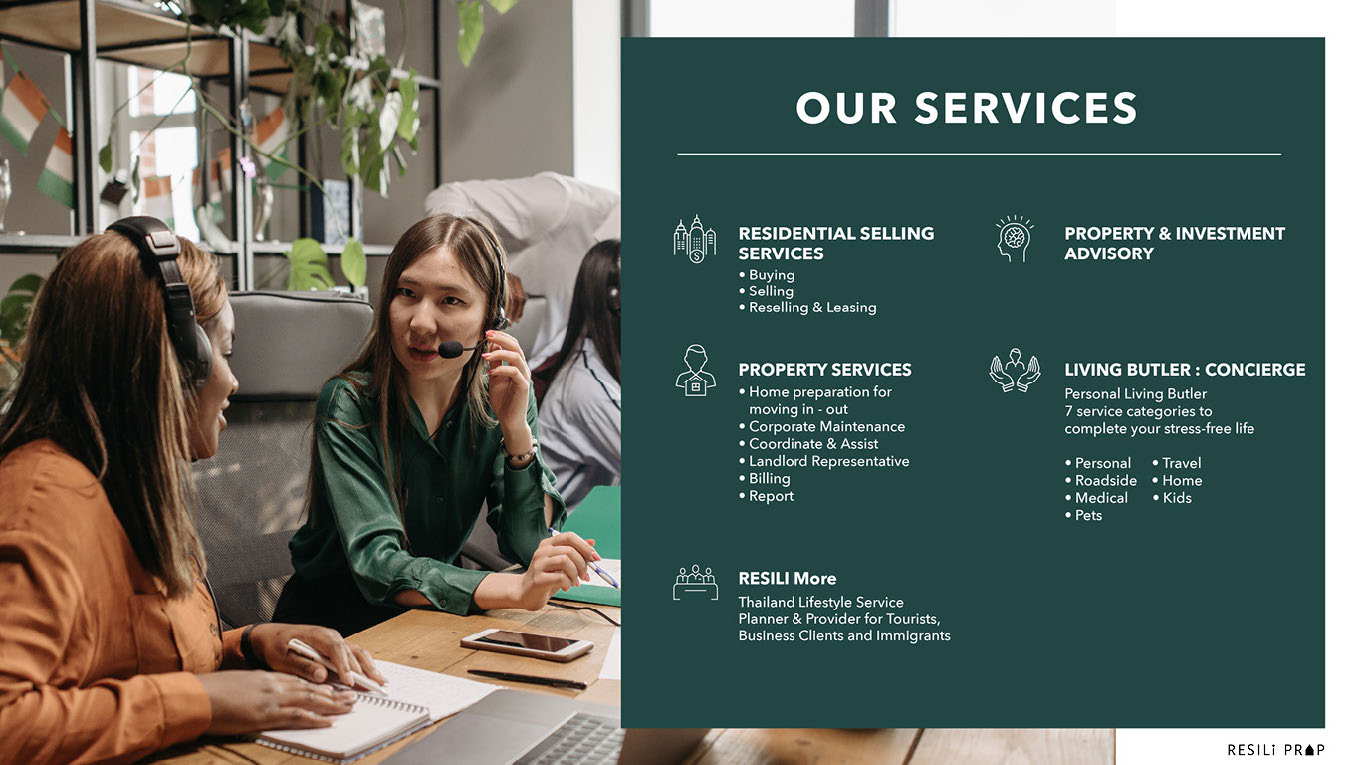 OUR SERVICES
RESIDENTIAL SELLING
SERVICES
• Buying
• Selling
• Reselling & Leasing
PROPERTY & INVESTMENT
ADVISORY
PROPERTY SERVICES
• Home preparation for
moving in - out
• Corporate Maintenance
• Coordinate & Assist
• Landlord Representative
• Billing
• Report
LIVING BUTLER : CONCIERGE
Personal Living Butler
7 service categories to
complete your stress-free life
• Personal • Travel
• Roadside • Home
• Medical • Kids
• Pets
RESILI More
Thailand Lifestyle Service
Planner & Provider for Tourists,
Business Clients and Immigrants
RESILi PROP